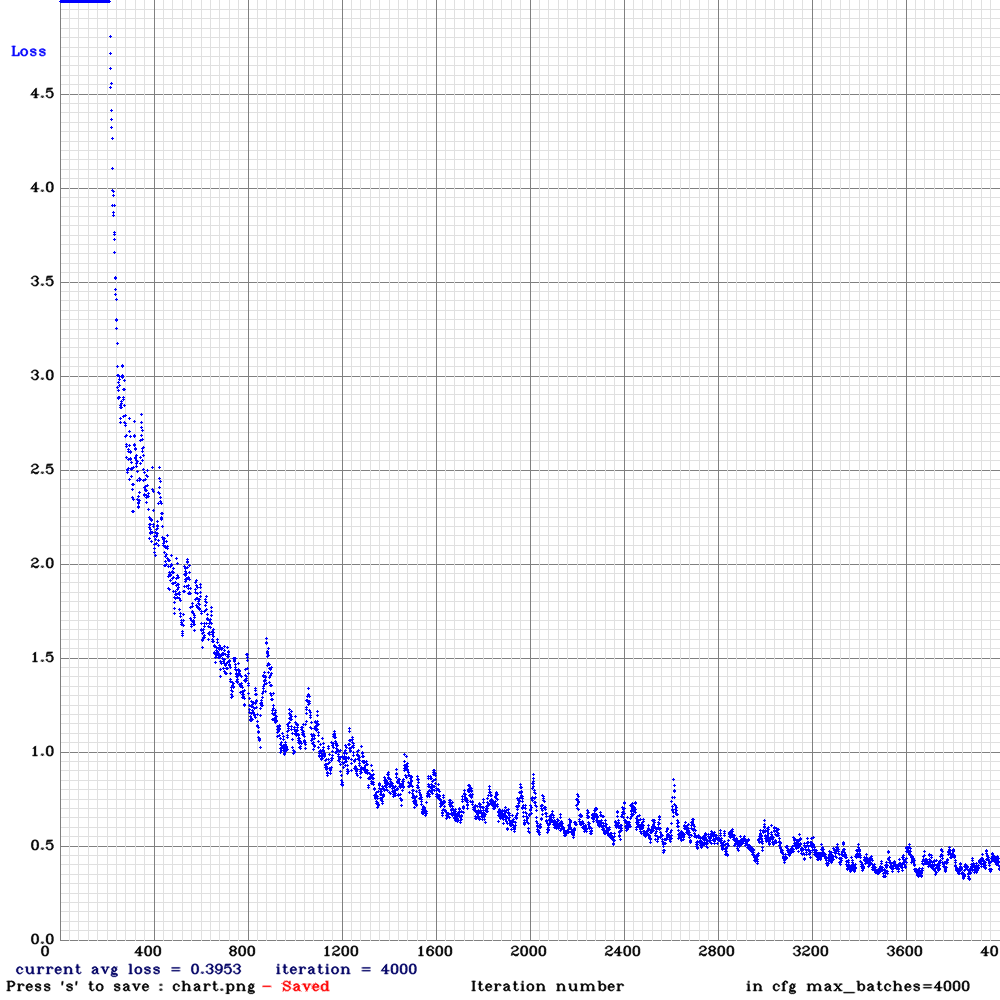 Loss
4.5
4.0
3.5
3.0
2.5
2.0
1.5
1.0
0.5
0.0
0 400 800 1200 1600 2000 2400 2800 3200 3600 40
current avg loss = 0.3953 iteration = 4000
Press 's' to save : chart.png - Saved Iteration number in cfg max_batches=4000